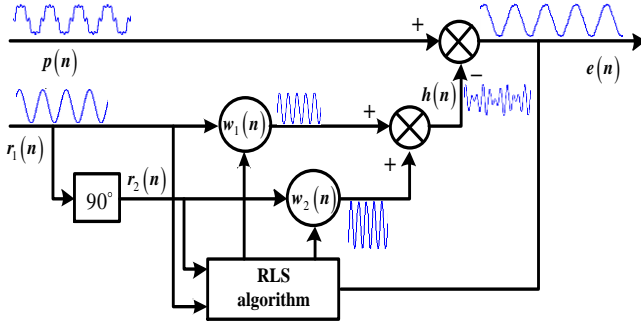 +
p(n)
−
e(n)
h(n)
w₁(n)
+
r₁(n)
+
r₂(n)
90°
w₂(n)
RLS
algorithm